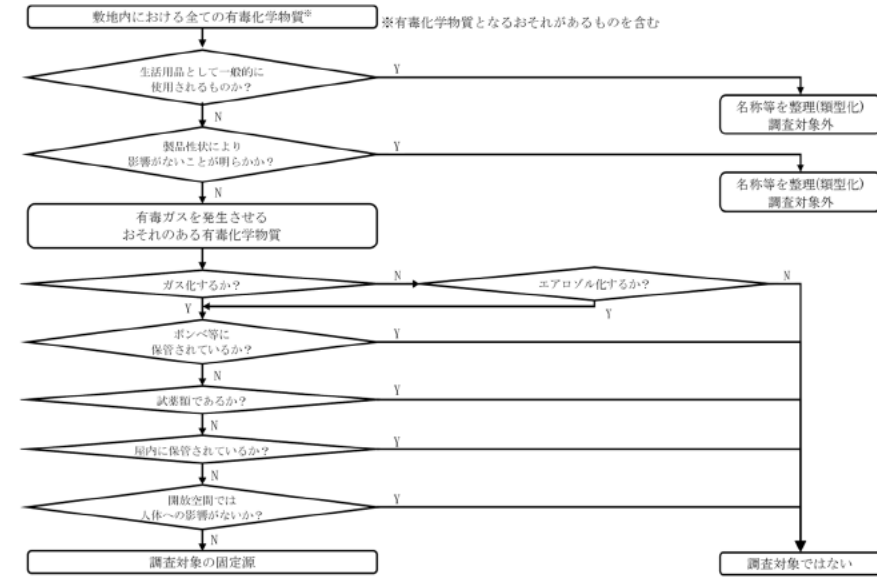 敷地内における全ての有毒化学物質※
※有毒化学物質となるおそれがあるものを含む
生活用品として一般的に
使用されるものか？
Y
名称等を整理(類型化)
調査対象外
N
製品性状により
影響がないことが明らかか？
Y
名称等を整理(類型化)
調査対象外
N
有毒ガスを発生させる
おそれのある有毒化学物質
ガス化するか？
N
エアロゾル化するか？
N
Y
Y
ボンベ等に
保管されているか？
Y
N
試薬類であるか？
Y
N
屋内に保管されているか？
Y
N
開放空間では
人体への影響がないか？
Y
N
調査対象の固定源
調査対象ではない